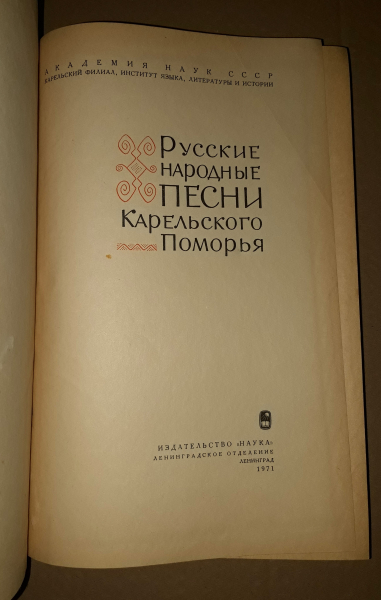 АКАДЕМИЯ НАУК СССР
КАРЕЛЬСКИЙ ФИЛИАЛ, ИНСТИТУТ ЯЗЫКА, ЛИТЕРАТУРЫ И ИСТОРИИ
Русские
народные
песни
Карельского
Поморья
ИЗДАТЕЛЬСТВО «НАУКА»
ЛЕНИНГРАДСКОЕ ОТДЕЛЕНИЕ
ЛЕНИНГРАД
1971